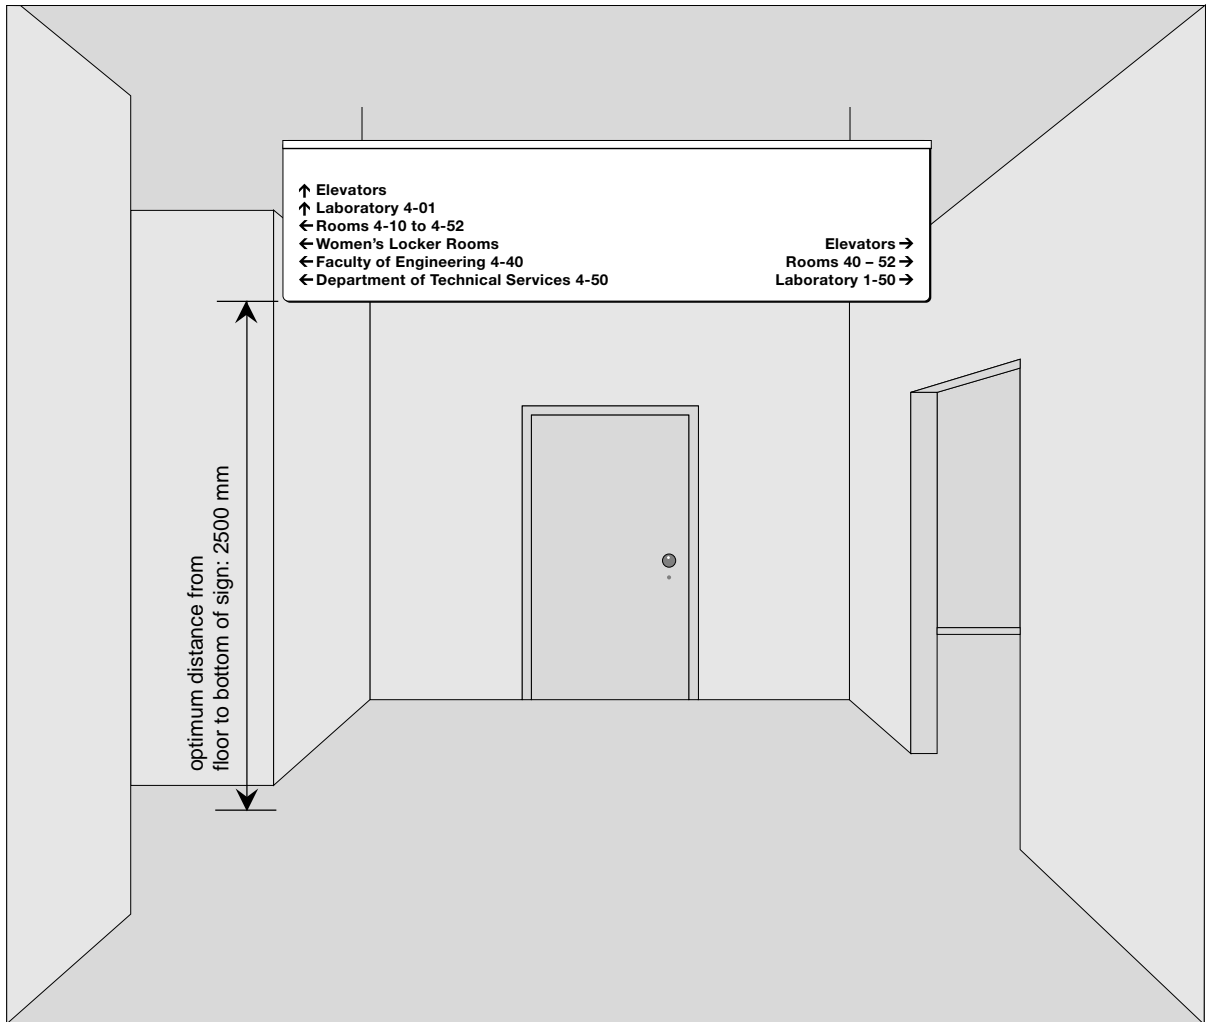 ↑ Elevators
↑ Laboratory 4-01
← Rooms 4-10 to 4-52
← Women’s Locker Rooms
← Faculty of Engineering 4-40
← Department of Technical Services 4-50
Elevators →
Rooms 40 – 52 →
Laboratory 1-50 →
optimum distance from
floor to bottom of sign: 2500 mm